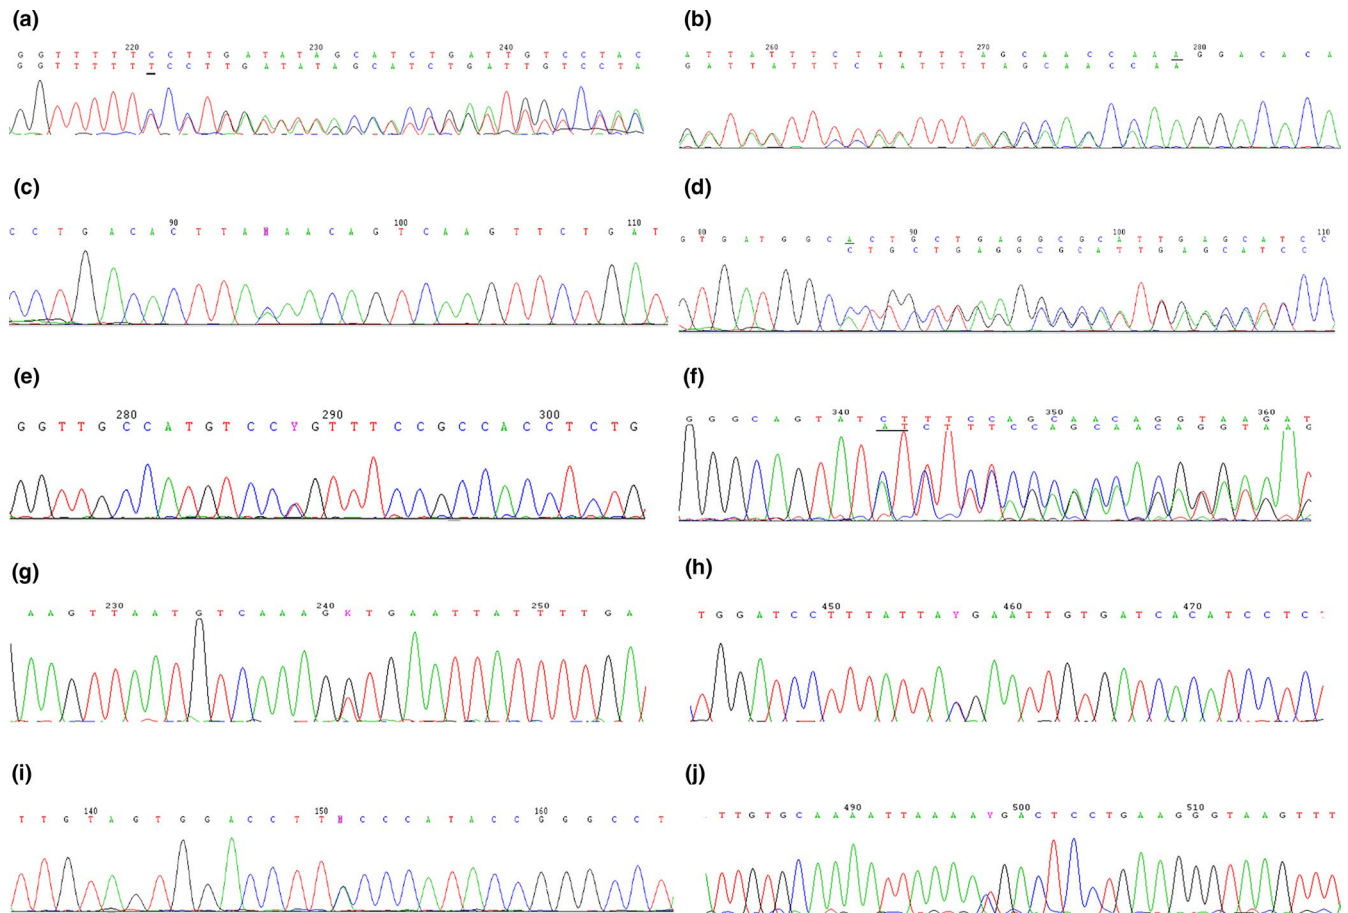 (a)
220 230 240
G G T T T T T C C T T G A T A T A G C A T C T G A T T G T C C T A C
G G T T T T T T C C T T G A T A T A G C A T C T G A T T G T C C T A
(b)
260 270 280
A T T A T T T C T A T T T T A G C A A C C A A A G G A C A C A
G A T T A T T T C T A T T T T A G C A A C C A A
(c)
90 100 110
C C T G A C A C T T A M A A C A G T C A A G T T C T G A T
(d)
80 90 100 110
G T G A T G G C A C T G C T G A G G C G C A T T G A G C A T C C
C T G C T G A G G C G C A T T G A G C A T C C
(e)
280 290 300
G G T T G C C A T G T C C Y G T T T C C G C C A C C T C T G
(f)
340 350 360
G G G C A G T A T C T T T C C A G C A A C A G G T A A G A T
A T C T T T C C A G C A A C A G G T A A G
(g)
230 240 250
A A G T T A A T G T C A A A G K T G A A T T A T T T T G A
(h)
450 460 470
T G G A T C C T T T A T T A Y G A A T T G T G A T C A C A T C C T C T
(i)
140 150 160
T T G T A G T G G A C C T T M C C C A T A C C G G G C C T
(j)
490 500 510
T T G T G C A A A A T T A A A A Y G A C T C C T G A A G G G T A A G T T T